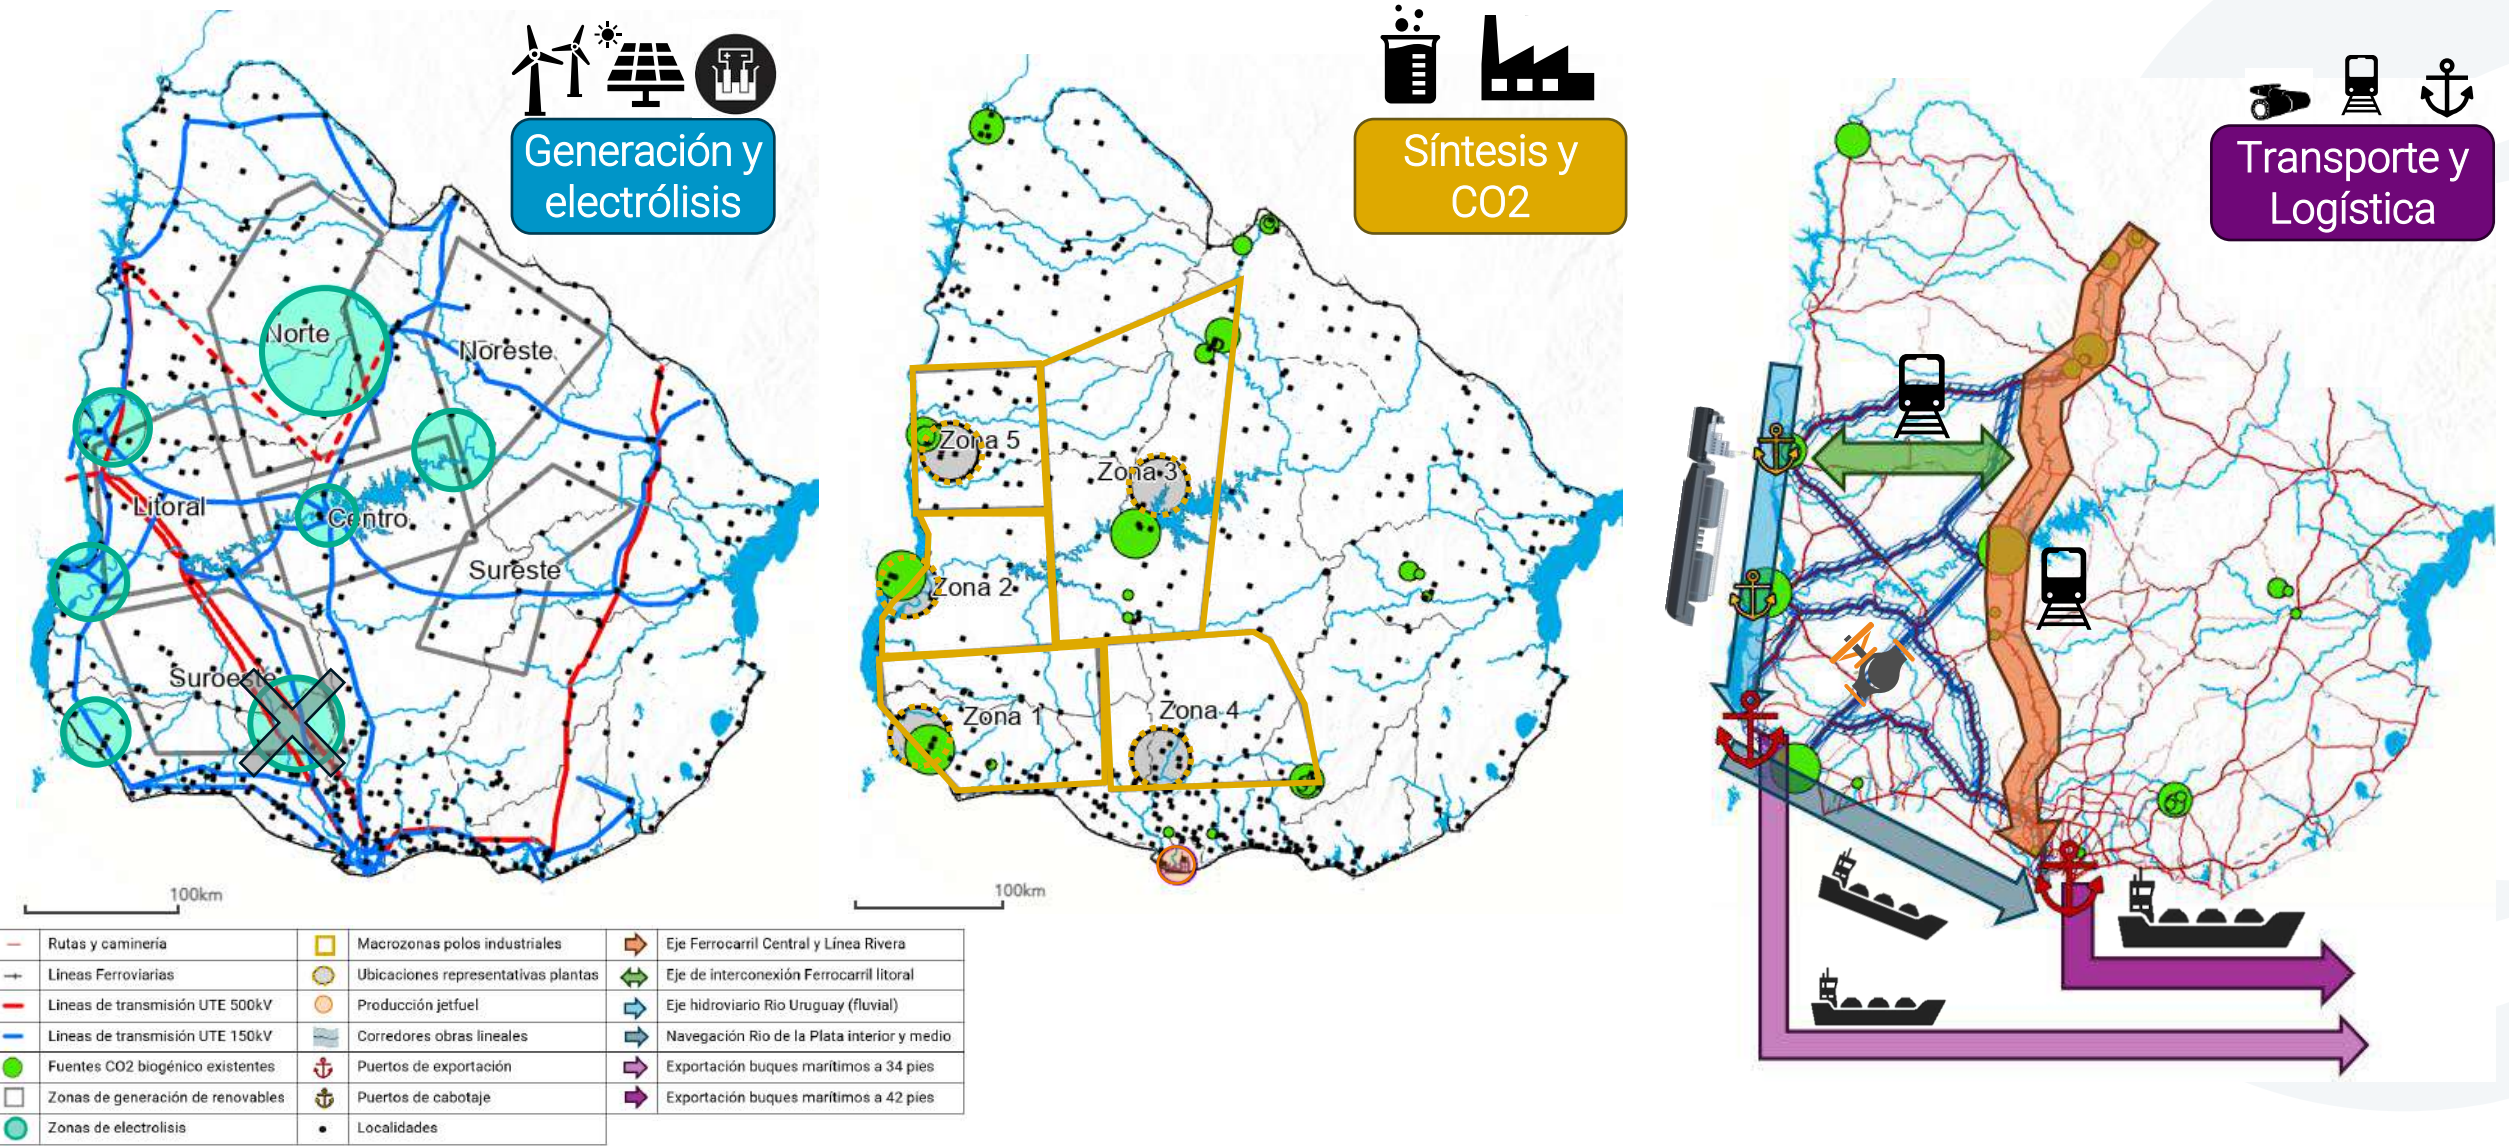 Generación y
electrólisis
Norte
Noreste
Litoral
Centro
Sureste
Suroeste
100km
Síntesis y
CO2
Zona 5
Zona 3
Zona 2
Zona 1
Zona 4
100km
Transporte y
Logística
Rutas y caminería
Macrozonas polos industriales
Eje Ferrocarril Central y Línea Rivera
Líneas Ferroviarias
Ubicaciones representativas plantas
Eje de interconexión Ferrocarril litoral
Líneas de transmisión UTE 500kV
Producción jetfuel
Eje hidroviario Rio Uruguay (fluvial)
Líneas de transmisión UTE 150kV
Corredores obras lineales
Navegación Rio de la Plata interior y medio
Fuentes CO2 biogénico existentes
Puertos de exportación
Exportación buques marítimos a 34 pies
Zonas de generación de renovables
Puertos de cabotaje
Exportación buques marítimos a 42 pies
Zonas de electrolisis
Localidades